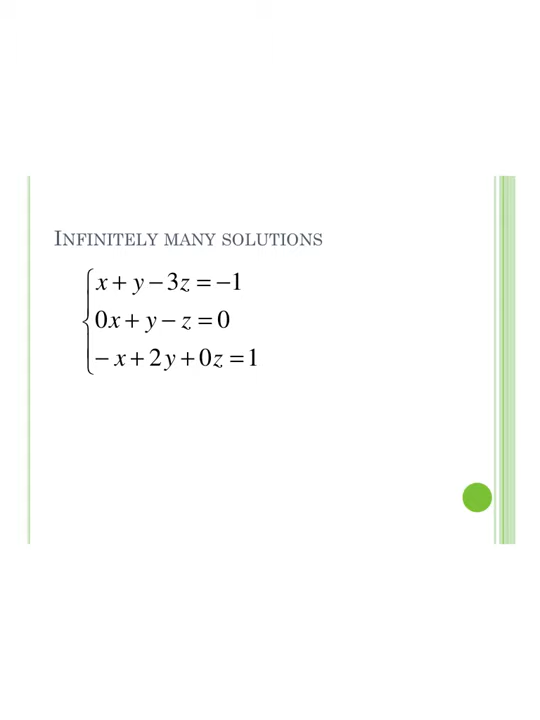 INFINITELY MANY SOLUTIONS
x + y − 3z = −1
0x + y − z = 0
− x + 2y + 0z = 1